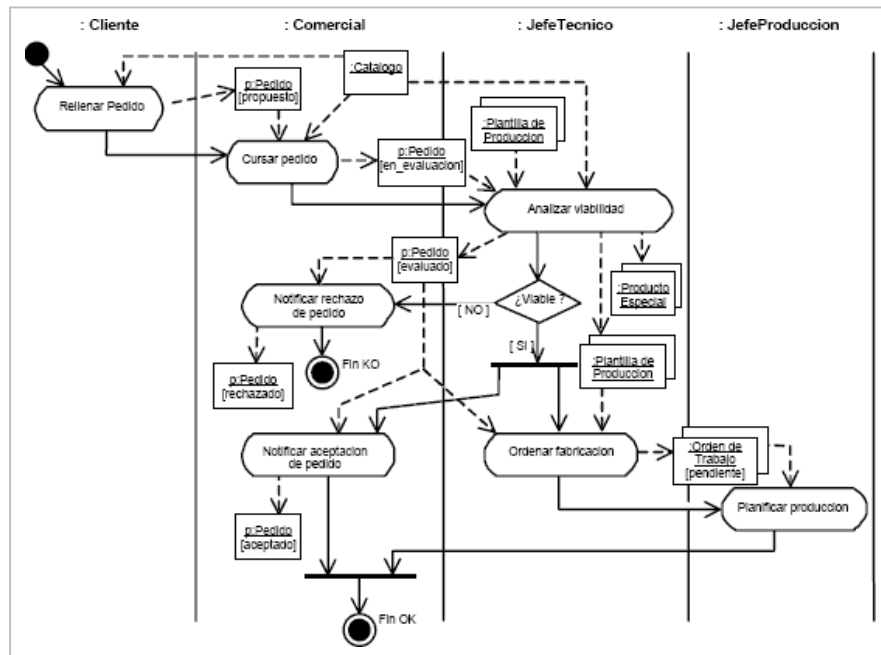 : Cliente
: Comercial
: JefeTecnico
: JefeProduccion
:Catalogo
p:Pedido
[propuesto]
Rellenar Pedido
:Plantilla de
Produccion
Cursar pedido
p:Pedido
[en_evaluacion]
Analizar viabilidad
p:Pedido
[evaluado]
:Producto
Especial
Notificar rechazo
de pedido
¿Viable ?
[ NO ]
[ SI ]
Fin KO
:Plantilla de
Produccion
p:Pedido
[rechazado]
Notificar aceptacion
de pedido
Ordenar fabricacion
:Orden de
Trabajo
[pendiente]
Planificar produccion
p:Pedido
[aceptado]
Fin OK